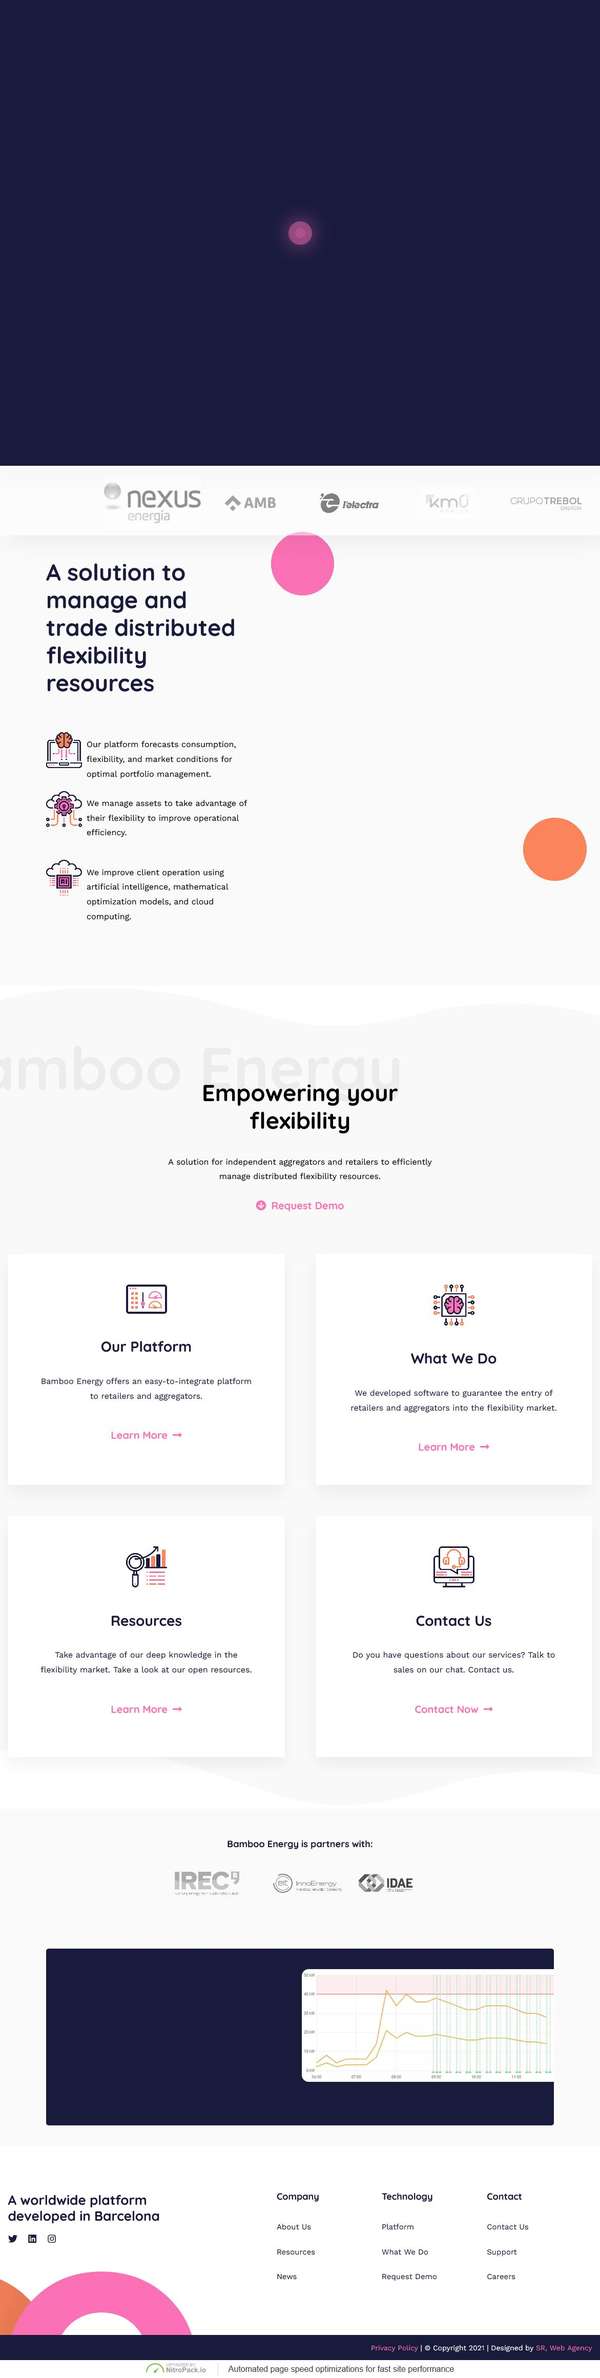 nexus
energía
AMB
Telectra
km0
GRUPO TREBOL
ENERGÍA
A solution to
manage and
trade distributed
flexibility
resources
Our platform forecasts consumption,
flexibility, and market conditions for
optimal portfolio management.
We manage assets to take advantage of
their flexibility to improve operational
efficiency.
We improve client operation using
artificial intelligence, mathematical
optimization models, and cloud
computing.
amboo Energy
Empowering your
flexibility
A solution for independent aggregators and retailers to efficiently
manage distributed flexibility resources.
Request Demo
Our Platform
Bamboo Energy offers an easy-to-integrate platform
to retailers and aggregators.
Learn More
What We Do
We developed software to guarantee the entry of
retailers and aggregators into the flexibility market.
Learn More
Resources
Take advantage of our deep knowledge in the
flexibility market. Take a look at our open resources.
Learn More
Contact Us
Do you have questions about our services? Talk to
sales on our chat. Contact us.
Contact Now
Bamboo Energy is partners with:
IREC
eit InnoEnergy
IDAE
A worldwide platform
developed in Barcelona
Company
About Us
Resources
News
Technology
Platform
What We Do
Request Demo
Contact
Contact Us
Support
Careers
Privacy Policy | © Copyright 2021 | Designed by SR. Web Agency
NitroPack.io
Automated page speed optimizations for fast site performance